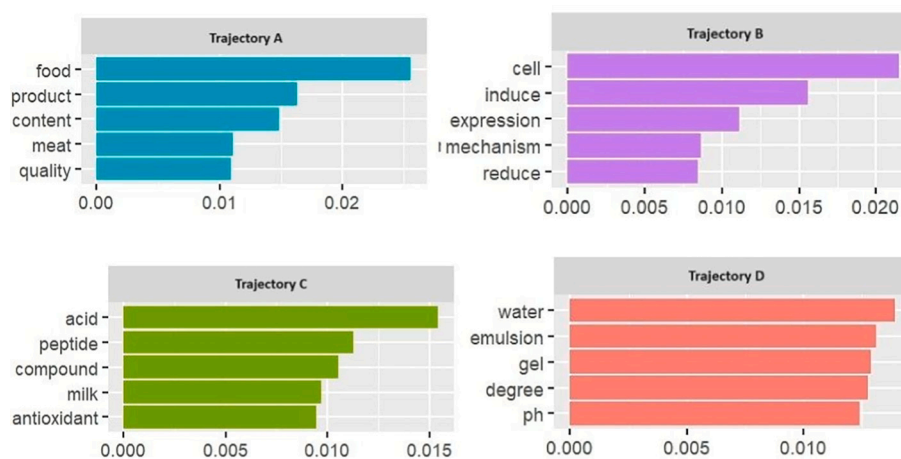 Trajectory A
food
product
content
meat
quality
0.00 0.01 0.02
Trajectory B
cell
induce
expression
mechanism
reduce
0.000 0.005 0.010 0.015 0.020
Trajectory C
acid
peptide
compound
milk
antioxidant
0.000 0.005 0.010 0.015
Trajectory D
water
emulsion
gel
degree
ph
0.000 0.005 0.010